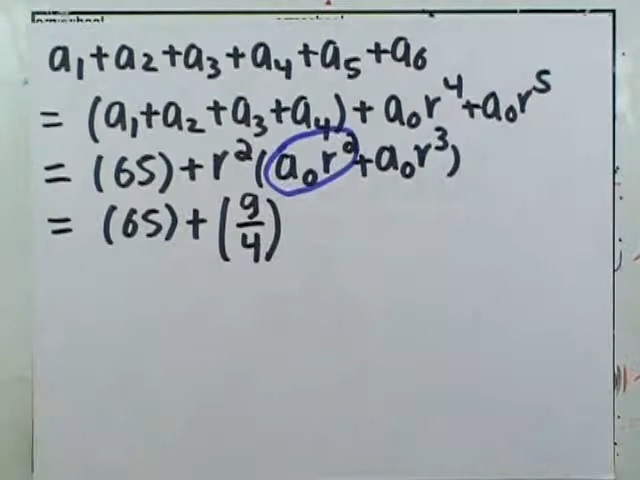 a₁+a₂+a₃+a₄+a₅+a₆
= (a₁+a₂+a₃+a₄)+a₀r⁴+a₀r⁵
= (65)+r²(a₀r²+a₀r³)
= (65)+(9/4)